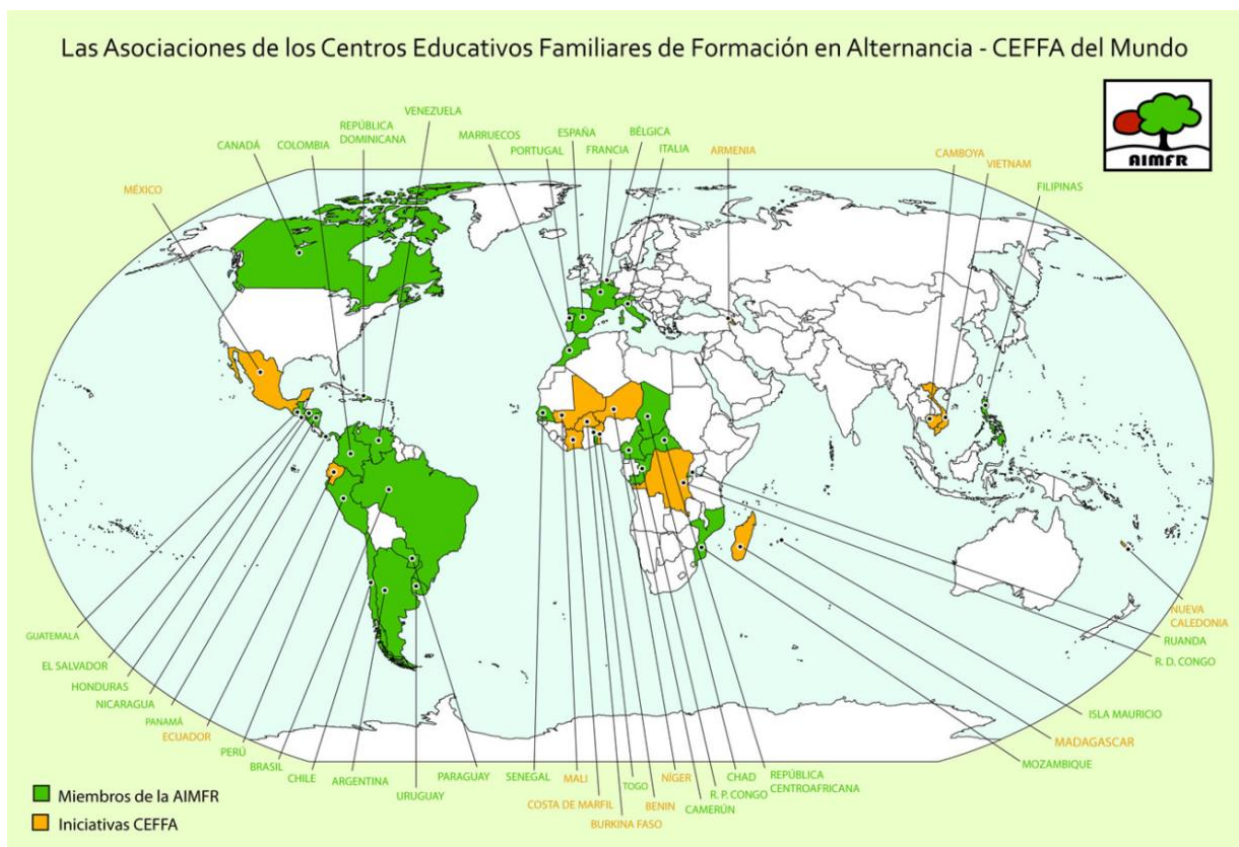 Las Asociaciones de los Centros Educativos Familiares de Formación en Alternancia - CEFFA del Mundo
AIMFR
VENEZUELA
REPÚBLICA
DOMINICANA
COLOMBIA
CANADÁ
MÉXICO
MARRUECOS
PORTUGAL
ESPAÑA
FRANCIA
BÉLGICA
ITALIA
ARMENIA
CAMBOYA
VIETNAM
FILIPINAS
GUATEMALA
EL SALVADOR
HONDURAS
NICARAGUA
PANAMÁ
ECUADOR
PERÚ
BRASIL
CHILE
ARGENTINA
URUGUAY
PARAGUAY
SENEGAL
MALI
COSTA DE MARFIL
BURKINA FASO
TOGO
BENIN
NÍGER
CAMERÚN
R. P. CONGO
CHAD
REPÚBLICA
CENTROAFRICANA
MOZAMBIQUE
MADAGASCAR
ISLA MAURICIO
R. D. CONGO
RUANDA
NUEVA
CALEDONIA
Miembros de la AIMFR
Iniciativas CEFFA